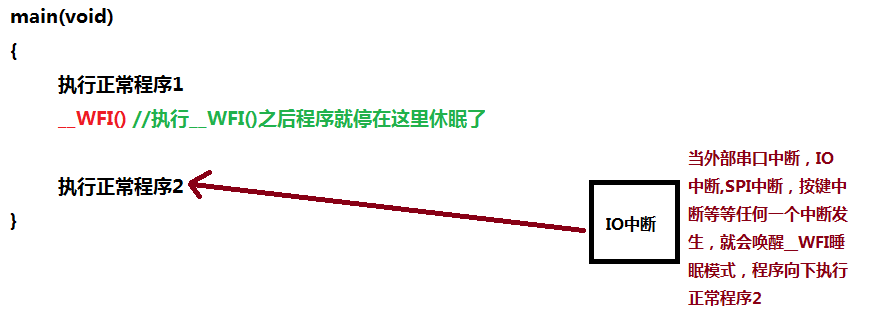 main(void)
{
执行正常程序1
__WFI() //执行__WFI()之后程序就停在这里休眠了
执行正常程序2
}
IO中断
当外部串口中断，IO
中断,SPI中断，按键中
断等等任何一个中断发
生，就会唤醒__WFI睡
眠模式，程序向下执行
正常程序2